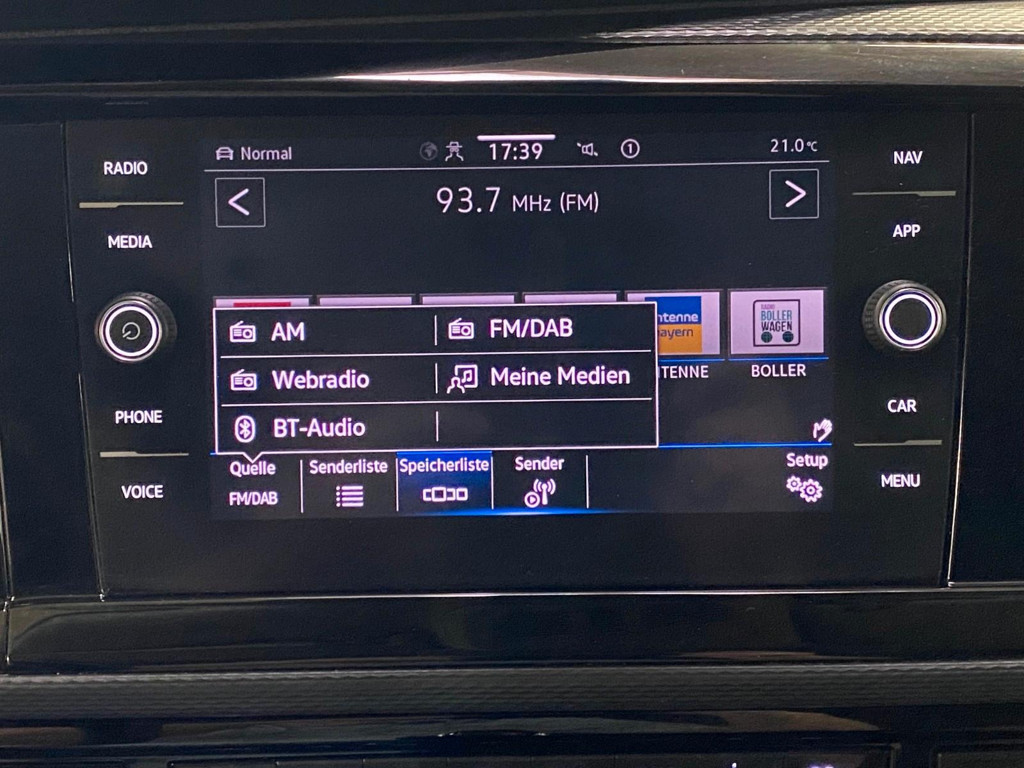 RADIO
MEDIA
PHONE
VOICE
Normal
17:39
1
21.0°C
<
93.7 MHz (FM)
>
AM
FM/DAB
Webradio
Meine Medien
BT-Audio
ntenne
ayern
TENNE
RADIO
BOLLER
WAGEN
BOLLER
Quelle
FM/DAB
Senderliste
Speicherliste
Sender
Setup
NAV
APP
CAR
MENU